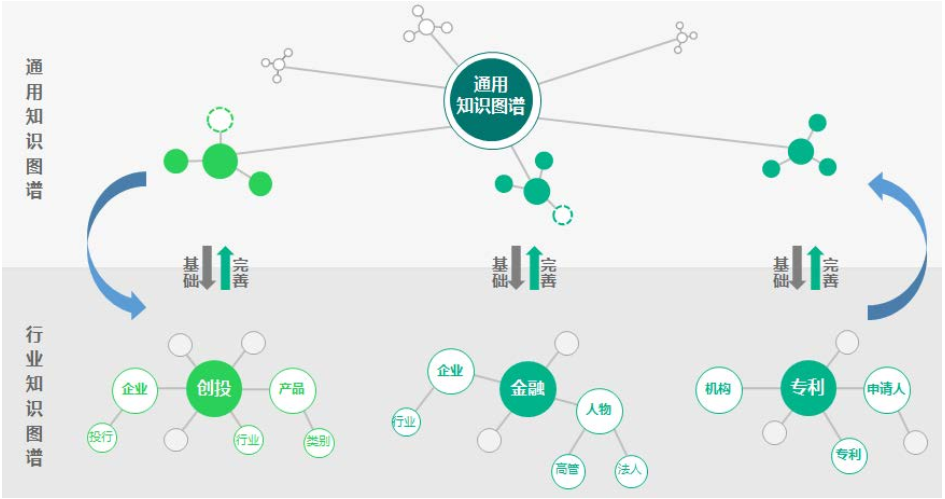 通用知识图谱
通用
知识图谱
基础
完善
基础
完善
基础
完善
行业知识图谱
企业
创投
产品
投行
行业
类别
企业
金融
人物
行业
高管
法人
机构
专利
申请人
专利